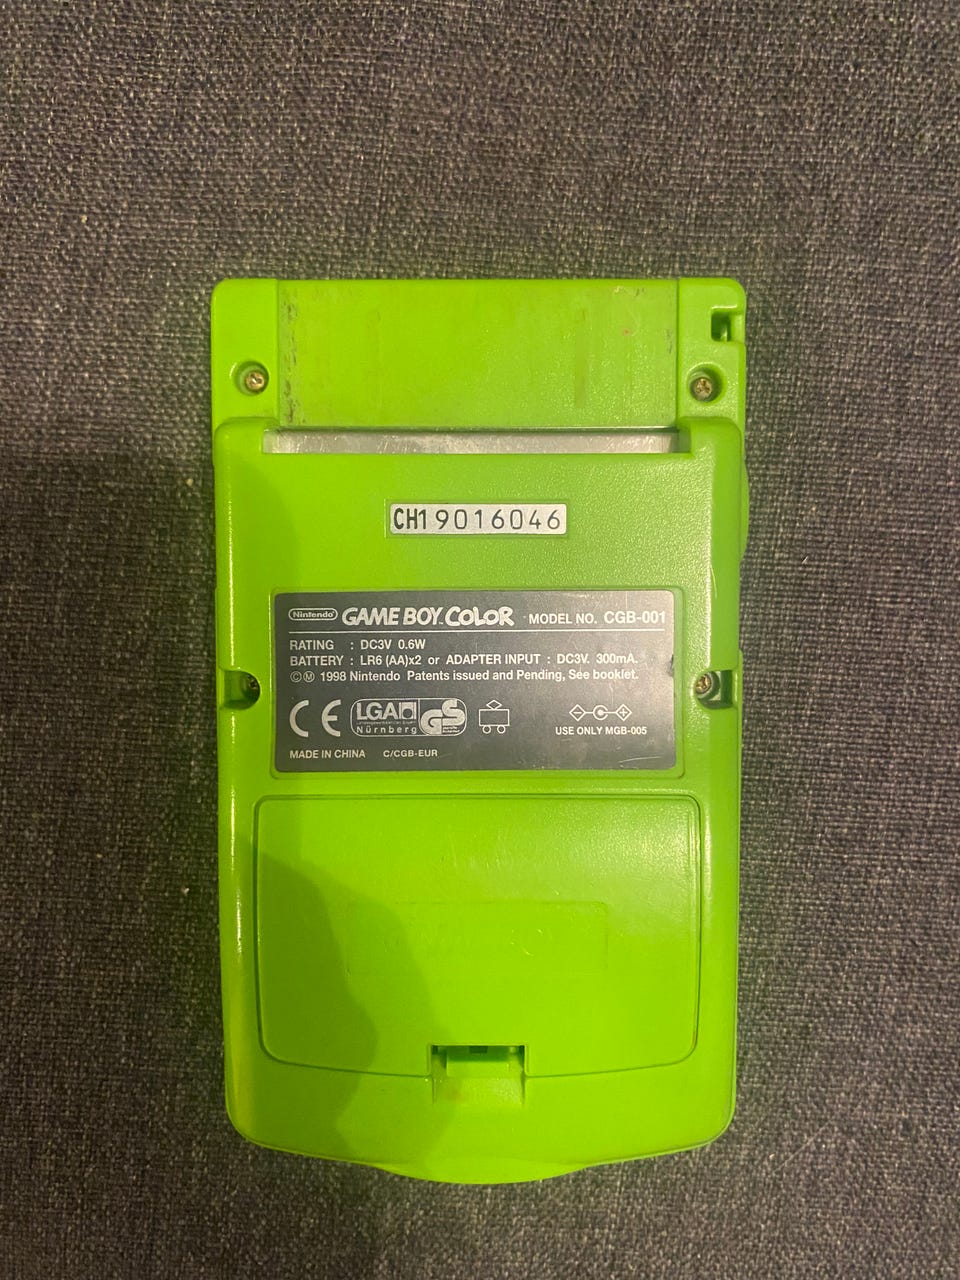 CH19016046
Nintendo GAME BOY COLOR MODEL NO. CGB-001
RATING : DC3V 0.6W
BATTERY : LR6 (AA)x2 or ADAPTER INPUT : DC3V 300mA.
©Ⓜ 1998 Nintendo Patents issued and Pending, See booklet.
CE LGA GS
Nürnberg
USE ONLY MGB-005
MADE IN CHINA C/CGB-EUR